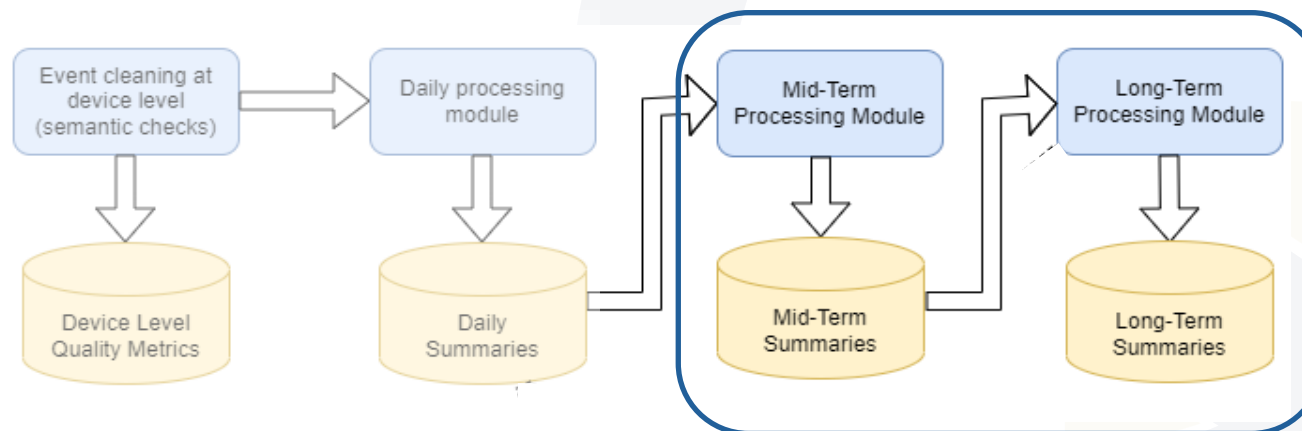 Event cleaning at
device level
(semantic checks)
Daily processing
module
Mid-Term
Processing Module
Long-Term
Processing Module
Device Level
Quality Metrics
Daily
Summaries
Mid-Term
Summaries
Long-Term
Summaries